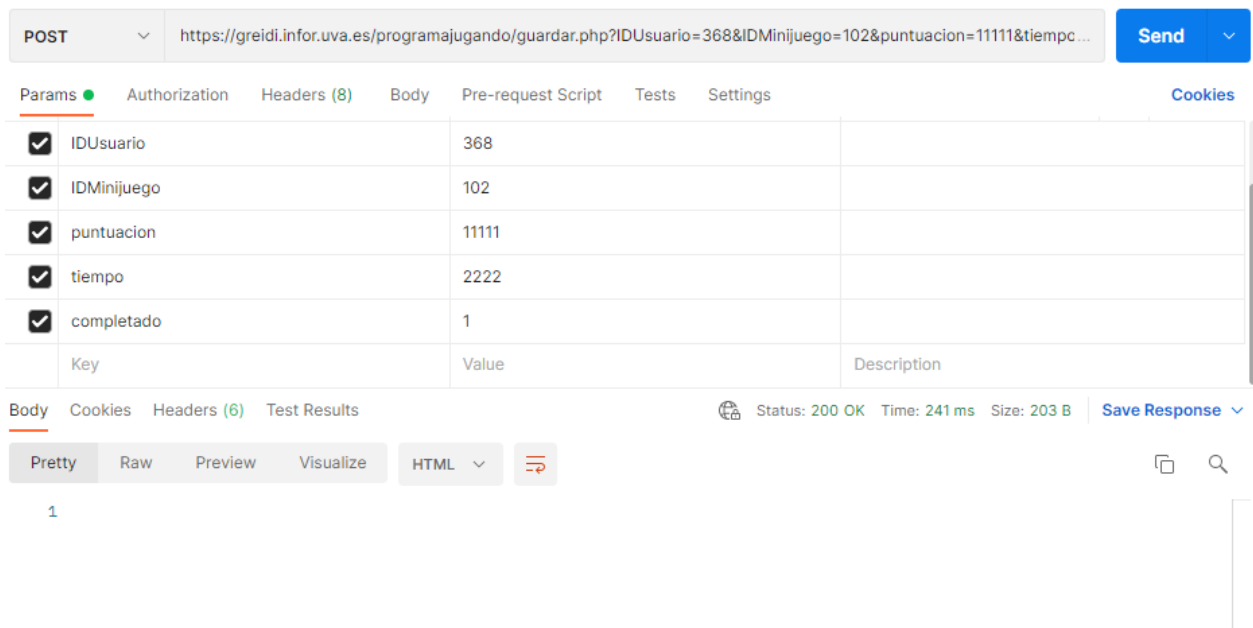 POST https://greidi.infor.uva.es/programajugando/guardar.php?IDUsuario=368&IDMinijuego=102&puntuacion=11111&tiempo... Send
Params Authorization Headers (8) Body Pre-request Script Tests Settings Cookies
IDUsuario 368
IDMinijuego 102
puntuacion 11111
tiempo 2222
completado 1
Key Value Description
Body Cookies Headers (6) Test Results Status: 200 OK Time: 241 ms Size: 203 B Save Response
Pretty Raw Preview Visualize HTML
1